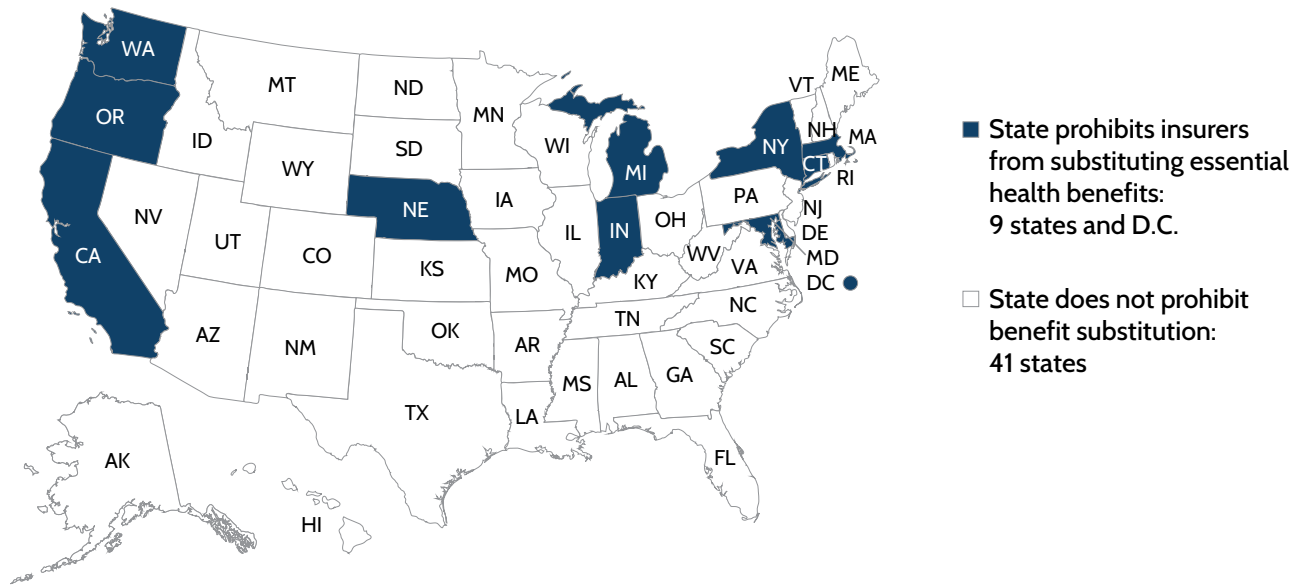 WA
MT
ND
MN
VT
ME
OR
ID
SD
WI
NH
MA
WY
MI
NY
CT
RI
NV
NE
IA
PA
NJ
UT
CO
IL
IN
OH
DE
CA
KS
MO
WV
VA
MD
KY
DC
AZ
NM
OK
AR
TN
NC
SC
TX
LA
MS
AL
GA
AK
HI
FL
State prohibits insurers
from substituting essential
health benefits:
9 states and D.C.
State does not prohibit
benefit substitution:
41 states